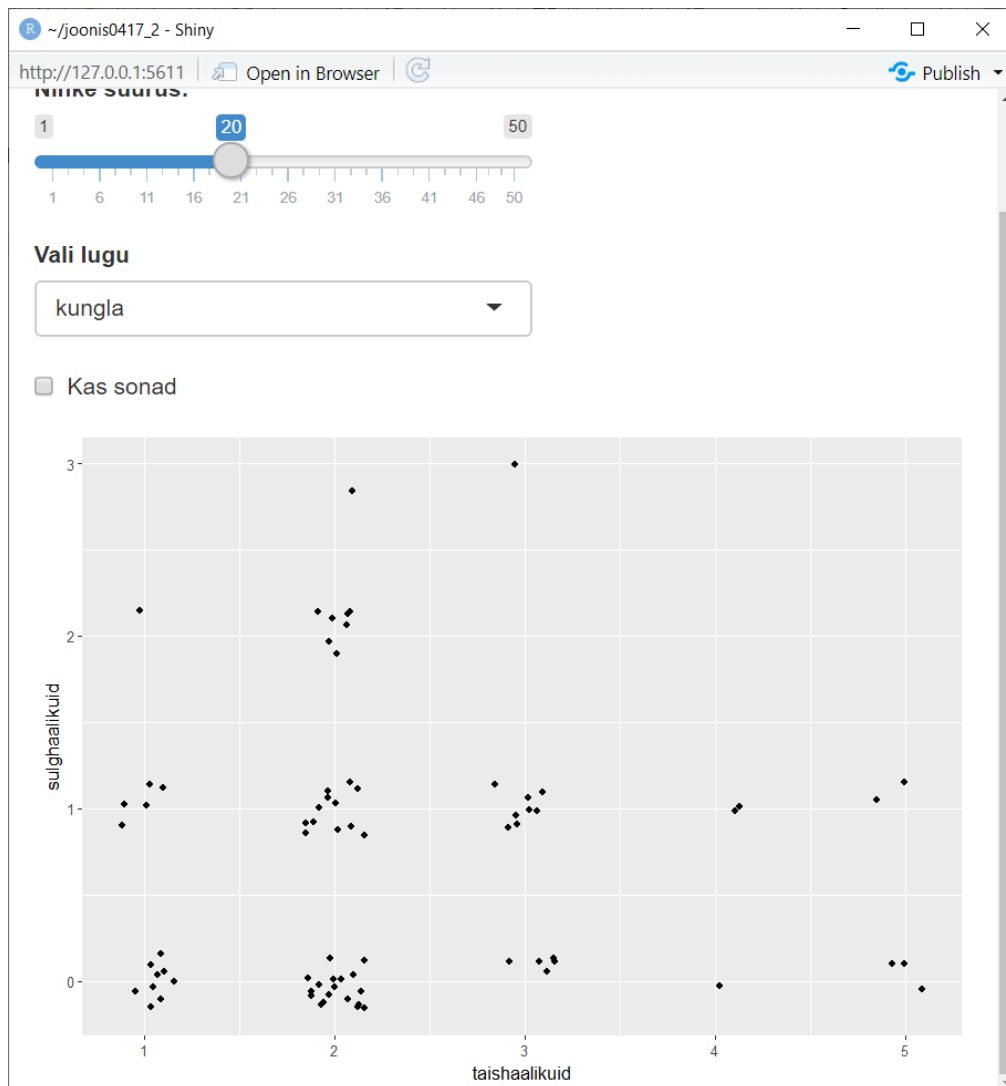 R ~/joonis0417_2 - Shiny
http://127.0.0.1:5611 Open in Browser Publish
Ninke suurus:
1 20 50
1 6 11 16 21 26 31 36 41 46 50
Vali lugu
kungla
Kas sonad
3
2
1
0
sulghaalikuid
1 2 3 4 5
taishaalikuid